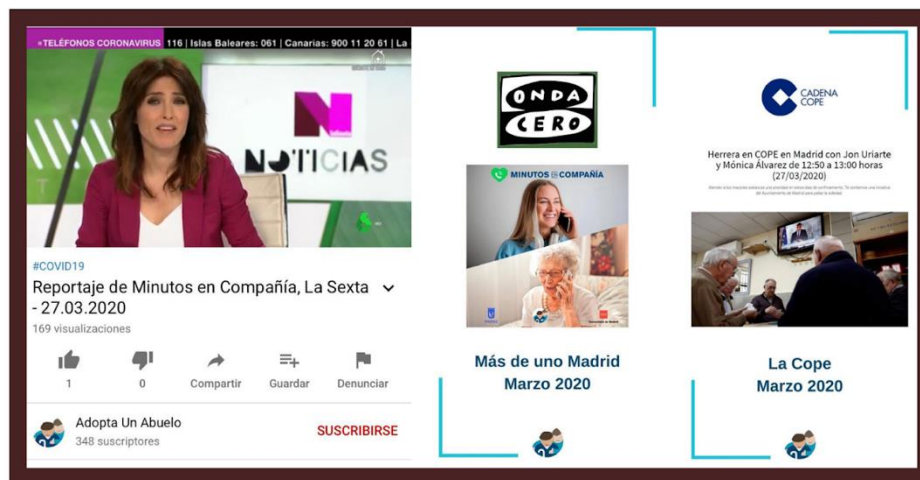 •TELÉFONOS CORONAVIRUS 116 | Islas Baleares: 061 | Canarias: 900 11 20 61 | La
NOTICIAS
#COVID19
Reportaje de Minutos en Compañía, La Sexta
- 27.03.2020
169 visualizaciones
1
0
Compartir
Guardar
Denunciar
Adopta Un Abuelo
348 suscriptores
SUSCRIBIRSE
ONDA
CERO
MINUTOS EN COMPAÑÍA
Más de uno Madrid
Marzo 2020
CADENA
COPE
Herrera en COPE en Madrid con Jon Uriarte
y Mónica Álvarez de 12:50 a 13:00 horas
(27/03/2020)
La Cope
Marzo 2020